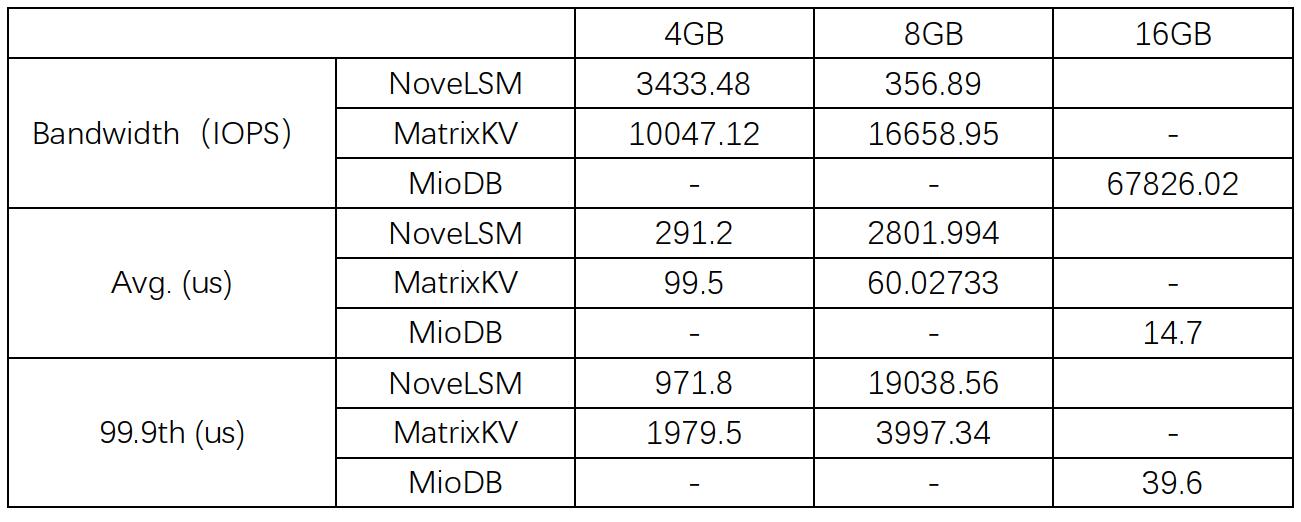 4GB 8GB 16GB
NoveLSM 3433.48 356.89
Bandwidth（IOPS） MatrixKV 10047.12 16658.95 -
MioDB - - 67826.02
NoveLSM 291.2 2801.994
Avg. (us) MatrixKV 99.5 60.02733 -
MioDB - - 14.7
NoveLSM 971.8 19038.56
99.9th (us) MatrixKV 1979.5 3997.34 -
MioDB - - 39.6